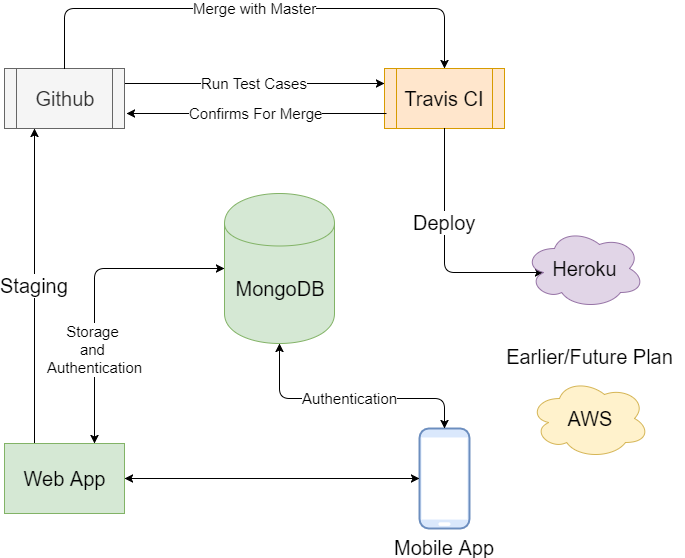 Merge with Master
Github
Run Test Cases
Travis CI
Confirms For Merge
Deploy
Heroku
Staging
MongoDB
Storage
and
Authentication
Earlier/Future Plan
Authentication
AWS
Web App
Mobile App